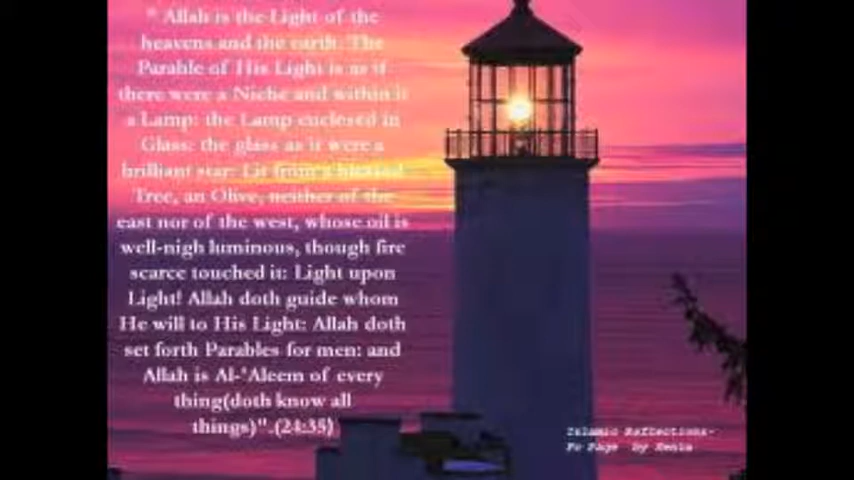 " Allah is the Light of the
heavens and the earth. The
Parable of His Light is as if
there were a Niche and within it
a Lamp: the Lamp enclosed in
Glass: the glass as it were a
brilliant star: Lit from a blessed
Tree, an Olive, neither of the
east nor of the west, whose oil is
well-nigh luminous, though fire
scarce touched it: Light upon
Light! Allah doth guide whom
He will to His Light: Allah doth
set forth Parables for men: and
Allah is Al-'Aleem of every
thing(doth know all
things)".(24:35)
Islamic Reflections-
Page by